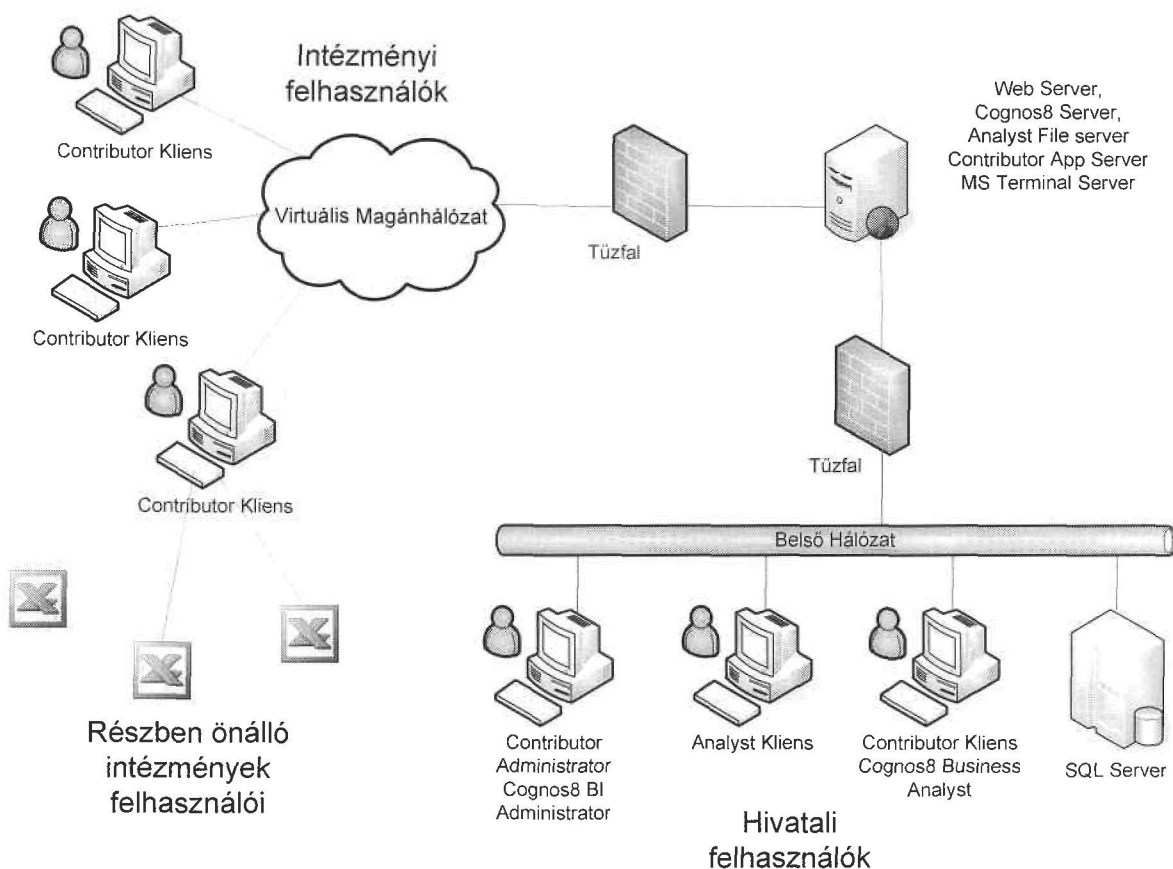 Intézményi
felhasználók
Contributor Kliens
Web Server,
Cognos8 Server,
Analyst File server
Contributor App Server
MS Terminal Server
Virtuális Magánhálózat
Tűzfal
Contributor Kliens
Contributor Kliens
Tűzfal
Belső Hálózat
Részben önálló
intézmények
felhasználói
Contributor
Administrator
Cognos8 BI
Administrator
Analyst Kliens
Contributor Kliens
Cognos8 Business
Analyst
SQL Server
Hivatali
felhasználók